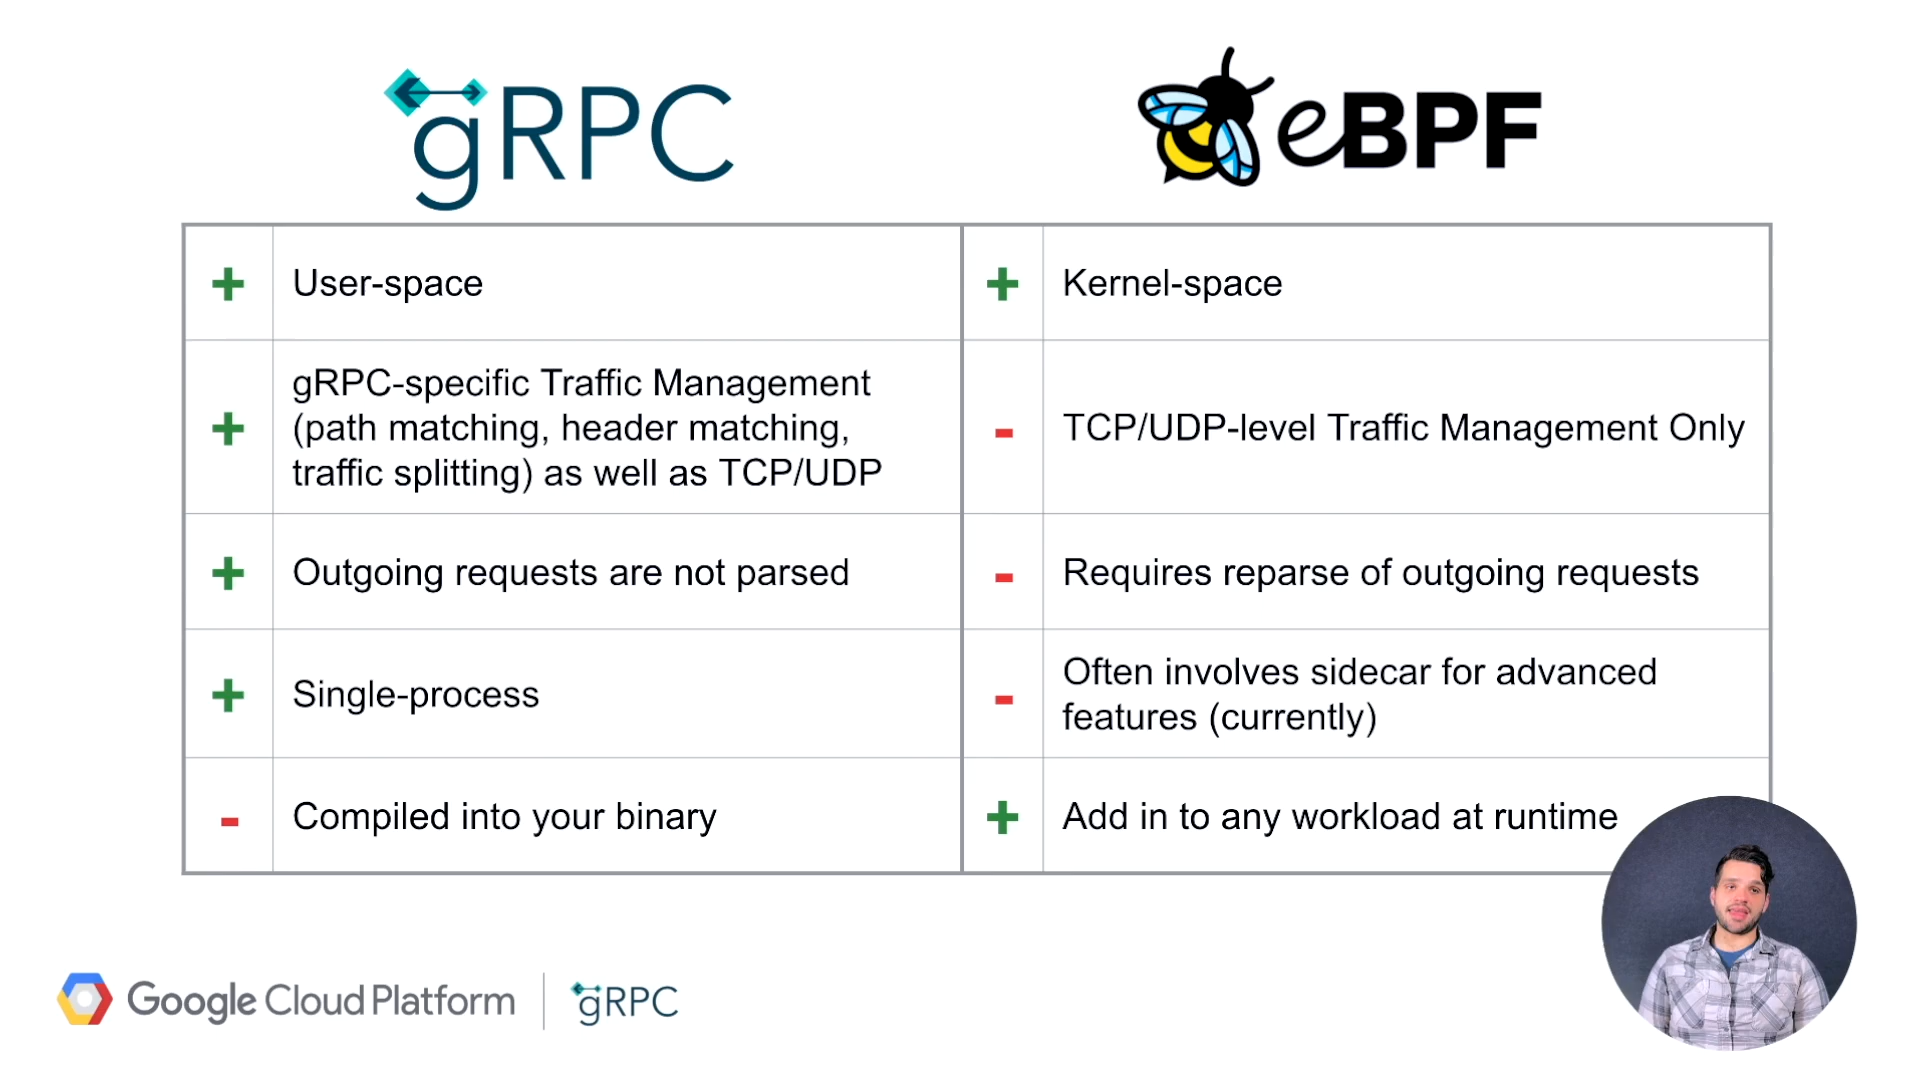 gRPC
eBPF
+ User-space
+ Kernel-space
+ gRPC-specific Traffic Management
(path matching, header matching,
traffic splitting) as well as TCP/UDP
- TCP/UDP-level Traffic Management Only
+ Outgoing requests are not parsed
- Requires reparse of outgoing requests
+ Single-process
- Often involves sidecar for advanced
features (currently)
- Compiled into your binary
+ Add in to any workload at runtime
Google Cloud Platform
gRPC